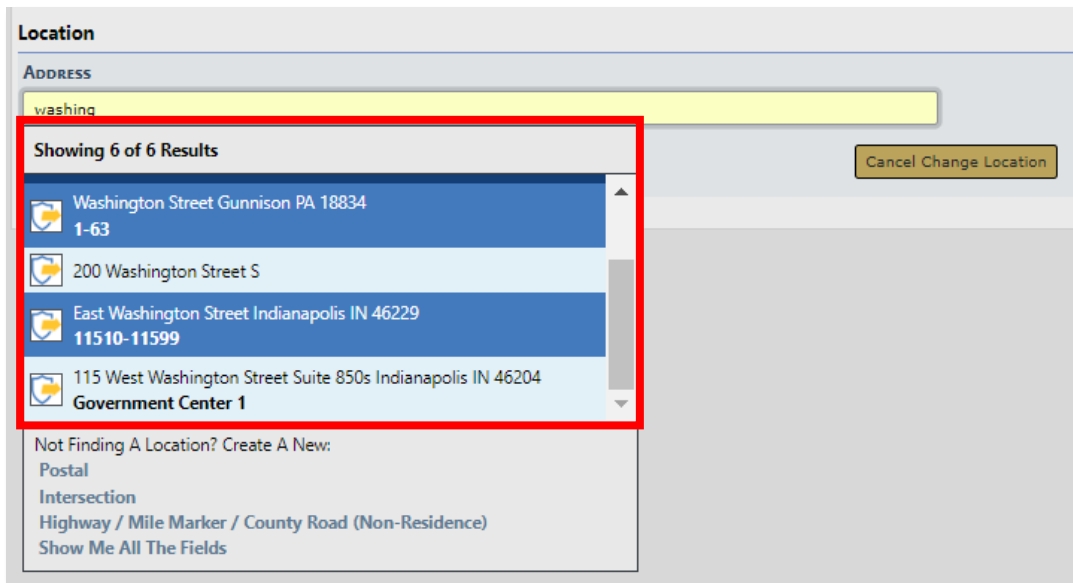 Location
Address
washing
Showing 6 of 6 Results
Cancel Change Location
Washington Street Gunnison PA 18834
1-63
200 Washington Street S
East Washington Street Indianapolis IN 46229
11510-11599
115 West Washington Street Suite 850s Indianapolis IN 46204
Government Center 1
Not Finding A Location? Create A New:
Postal
Intersection
Highway / Mile Marker / County Road (Non-Residence)
Show Me All The Fields